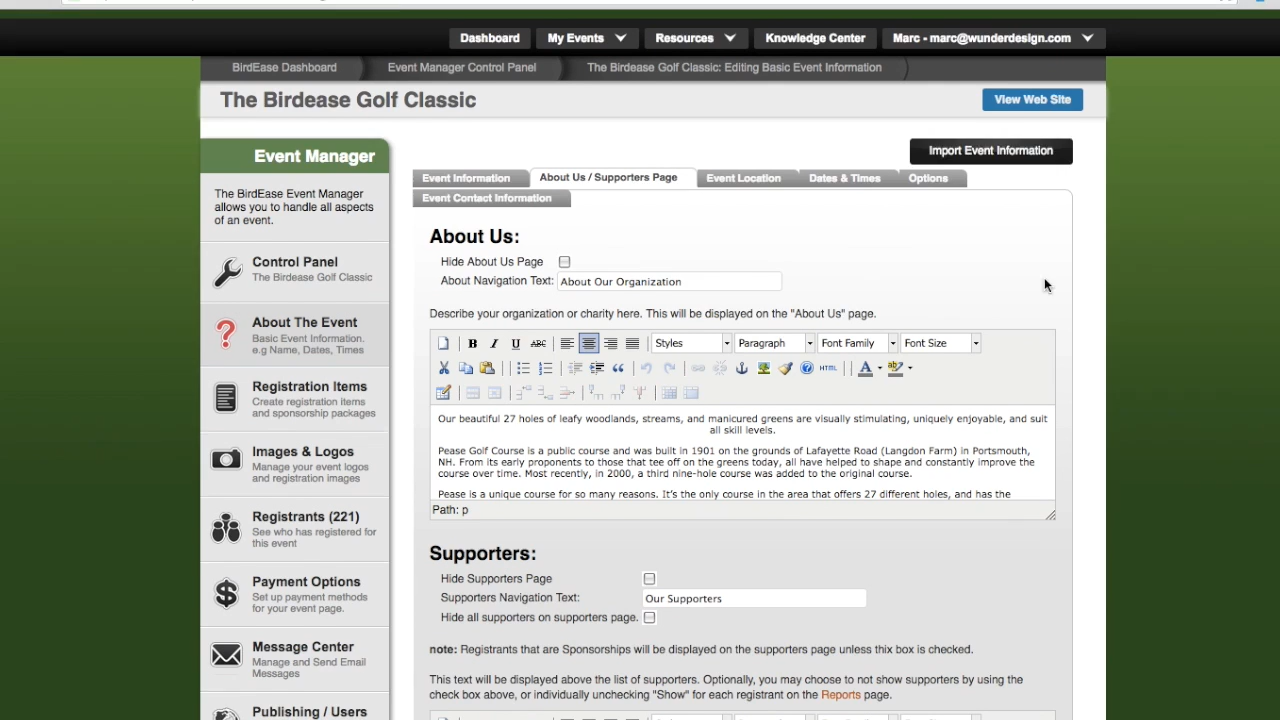 Dashboard
My Events
Resources
Knowledge Center
Marc - marc@wunderdesign.com
BirdEase Dashboard
Event Manager Control Panel
The Birdease Golf Classic: Editing Basic Event Information
The Birdease Golf Classic
View Web Site
Event Manager
The BirdEase Event Manager
allows you to handle all aspects
of an event.
Control Panel
The Birdease Golf Classic
About The Event
Basic Event Information.
e.g Name, Dates, Times
Registration Items
Create registration items
and sponsorship packages
Images & Logos
Manage your event logos
and registration images
Registrants (221)
See who has registered for
this event
Payment Options
Set up payment methods
for your event page.
Message Center
Manage and Send Email
Messages
Publishing / Users
Import Event Information
Event Information
About Us / Supporters Page
Event Location
Dates & Times
Options
Event Contact Information
About Us:
Hide About Us Page
About Navigation Text: About Our Organization
Describe your organization or charity here. This will be displayed on the "About Us" page.
B I U ABC Styles Paragraph Font Family Font Size
HTML A ab
Our beautiful 27 holes of leafy woodlands, streams, and manicured greens are visually stimulating, uniquely enjoyable, and suit
all skill levels.
Pease Golf Course is a public course and was built in 1901 on the grounds of Lafayette Road (Langdon Farm) in Portsmouth,
NH. From its early proponents to those that tee off on the greens today, all have helped to shape and constantly improve the
course over time. Most recently, in 2000, a third nine-hole course was added to the original course.
Pease is a unique course for so many reasons. It's the only course in the area that offers 27 different holes, and has the
Path: p
Supporters:
Hide Supporters Page
Supporters Navigation Text: Our Supporters
Hide all supporters on supporters page.
note: Registrants that are Sponsorships will be displayed on the supporters page unless thix box is checked.
This text will be displayed above the list of supporters. Optionally, you may choose to not show supporters by using the
check box above, or individually unchecking "Show" for each registrant on the Reports page.